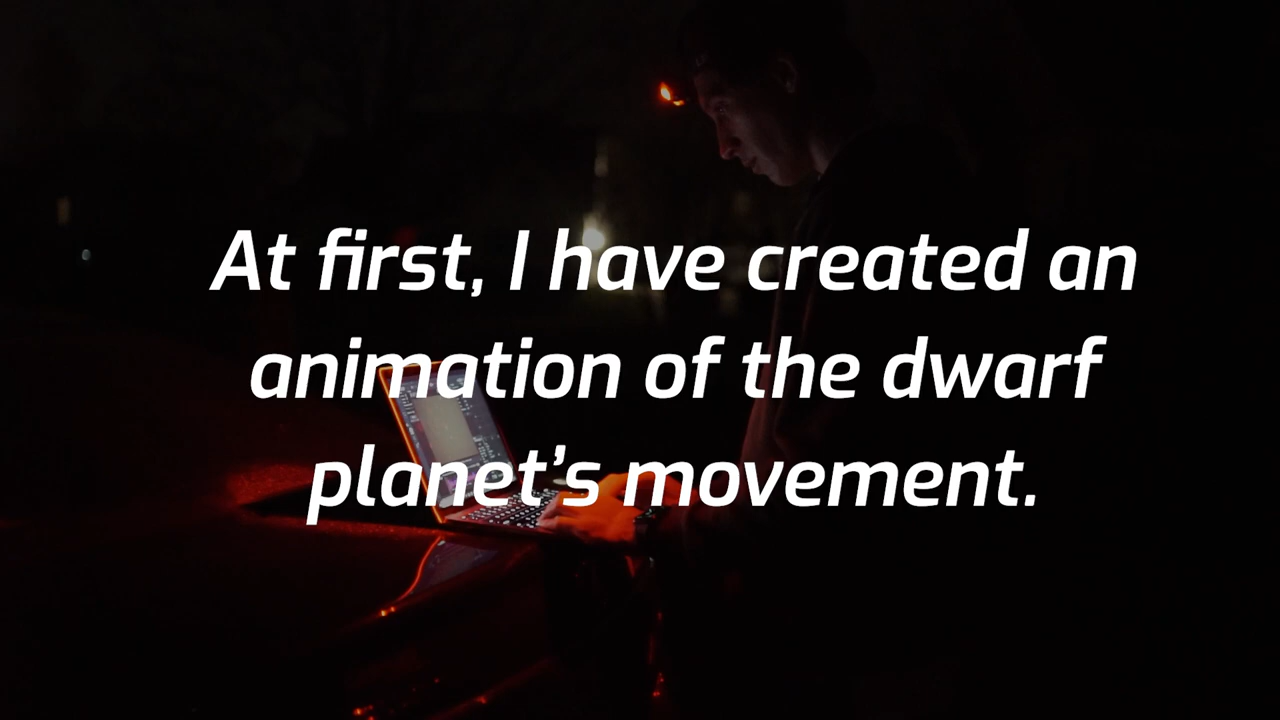 At first, I have created an
animation of the dwarf
planet’s movement.